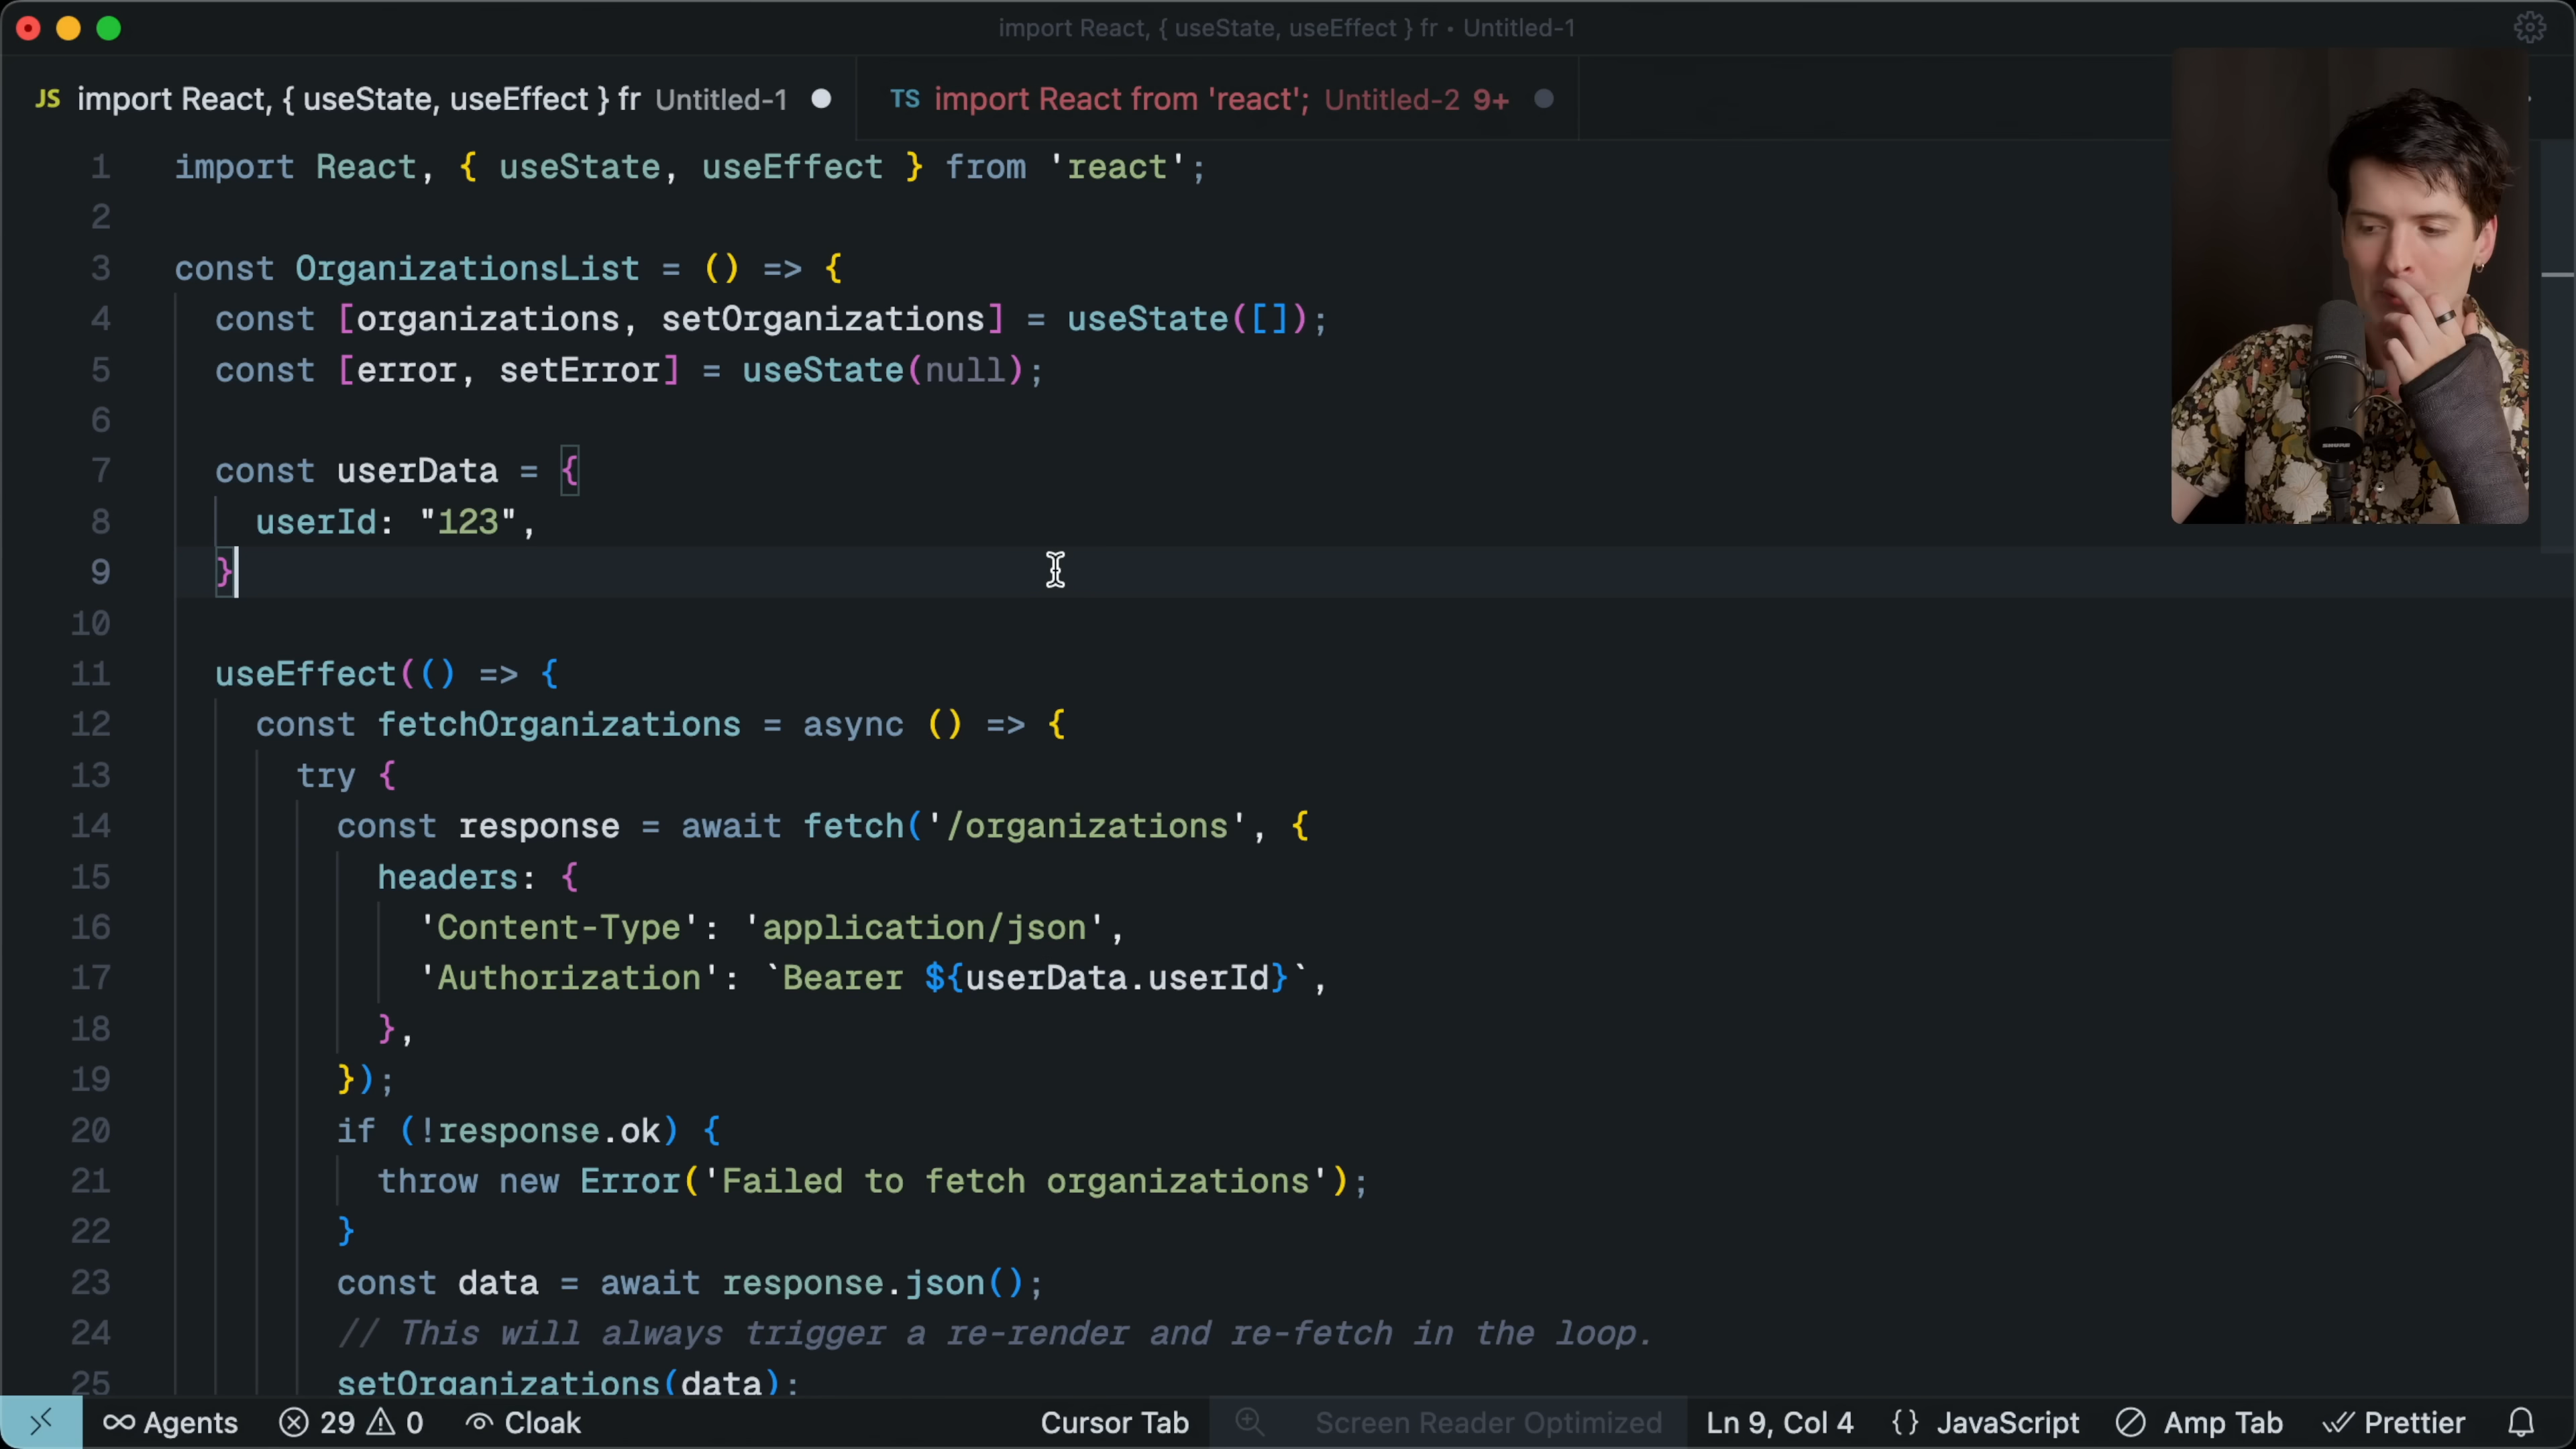 import React, { useState, useEffect } fr • Untitled-1
JS import React, { useState, useEffect } fr Untitled-1
TS import React from 'react'; Untitled-2 9+
1 import React, { useState, useEffect } from 'react';
2
3 const OrganizationsList = () => {
4 const [organizations, setOrganizations] = useState([]);
5 const [error, setError] = useState(null);
6
7 const userData = {
8 userId: "123",
9 }
10
11 useEffect(() => {
12 const fetchOrganizations = async () => {
13 try {
14 const response = await fetch('/organizations', {
15 headers: {
16 'Content-Type': 'application/json',
17 'Authorization': `Bearer ${userData.userId}`,
18 },
19 });
20 if (!response.ok) {
21 throw new Error('Failed to fetch organizations');
22 }
23 const data = await response.json();
24 // This will always trigger a re-render and re-fetch in the loop.
25 setOrganizations(data);
Agents 29 0 Cloak Cursor Tab Screen Reader Optimized Ln 9, Col 4 {} JavaScript Amp Tab Prettier